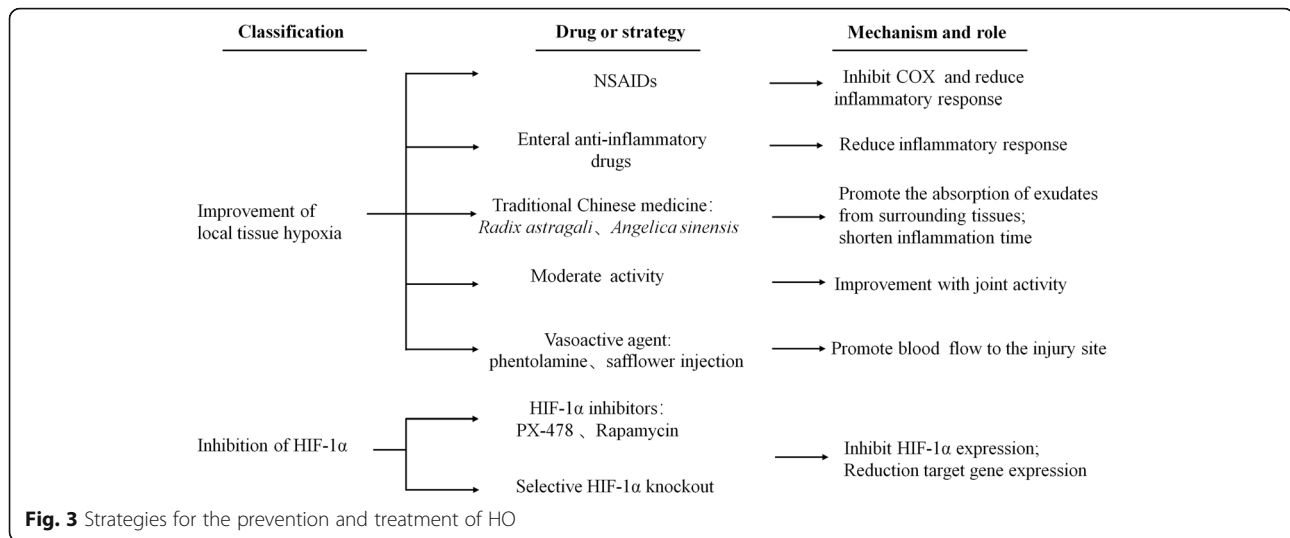 Classification
Drug or strategy
Mechanism and role
NSAIDs
Inhibit COX and reduce
inflammatory response
Enteral anti-inflammatory
drugs
Reduce inflammatory response
Improvement of
local tissue hypoxia
Traditional Chinese medicine：
Radix astragali、Angelica sinensis
Promote the absorption of exudates
from surrounding tissues;
shorten inflammation time
Moderate activity
Improvement with joint activity
Vasoactive agent:
phentolamine、safflower injection
Promote blood flow to the injury site
Inhibition of HIF-1α
HIF-1α inhibitors：
PX-478 、Rapamycin
Selective HIF-1α knockout
Inhibit HIF-1α expression;
Reduction target gene expression
Fig. 3 Strategies for the prevention and treatment of HO